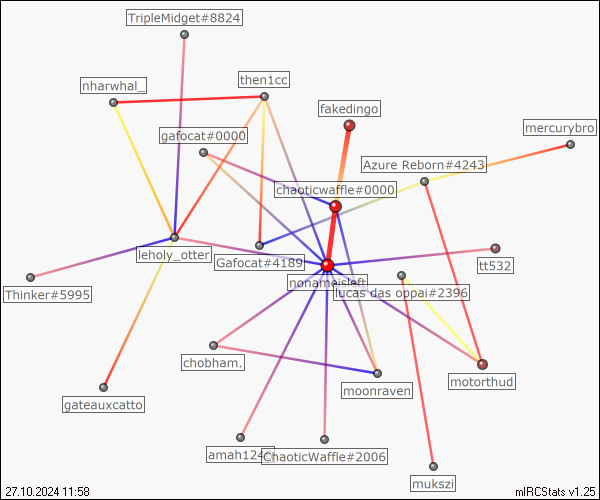 TripleMidget#8824
then1cc
nharwhal_
fakedingo
mercurybro
gafocat#0000
Azure Reborn#4243
chaoticwaffle#0000
leholy_otter
Gafocat#4189
tt532
nonameisleft
lucas das oppai#2396
Thinker#5995
chobham.
moonraven
motorthud
gateauxcatto
ChaoticWaffle#2006
mukszi
27.10.2024 11:58
mIRCStats v1.25